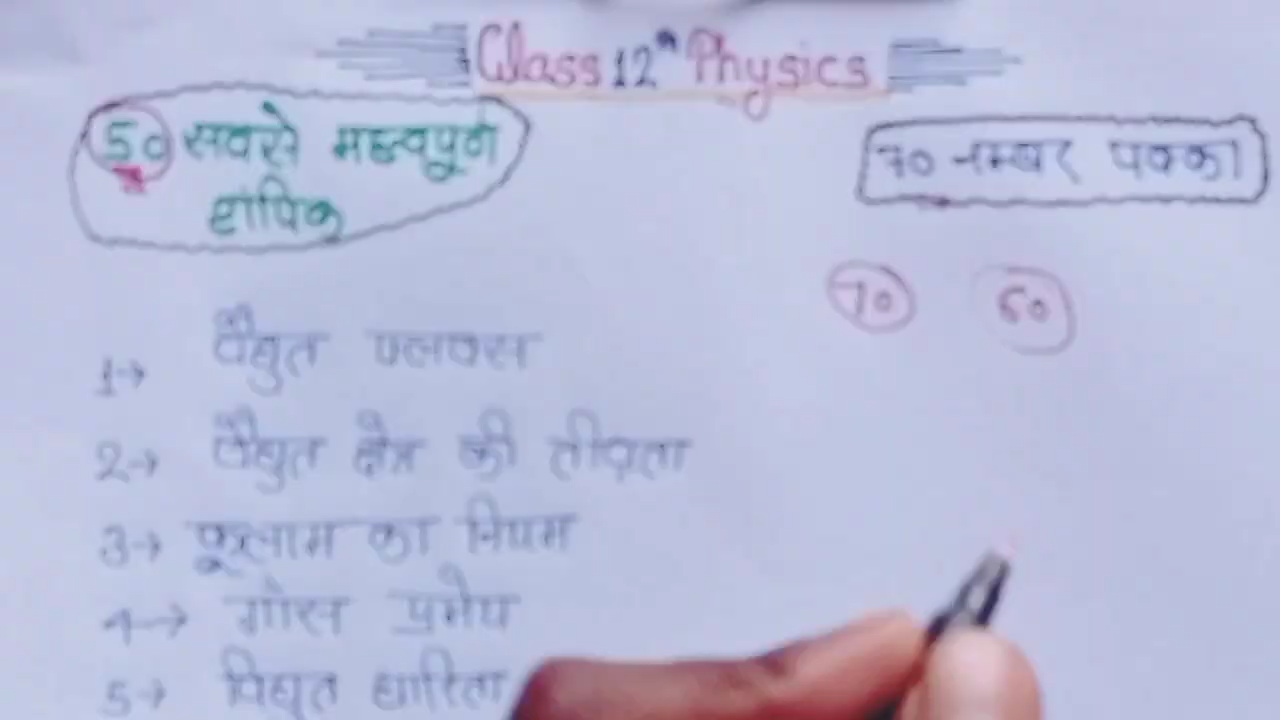 Class 12th Physics
50 सबसे महत्वपूर्ण
टॉपिक
70 नम्बर पक्का
70 60
1→ वैद्युत फ्लक्स
2→ वैद्युत क्षेत्र की तीव्रता
3→ कूलाम का नियम
4→ गौस प्रमेय
5→ विद्युत धारिता